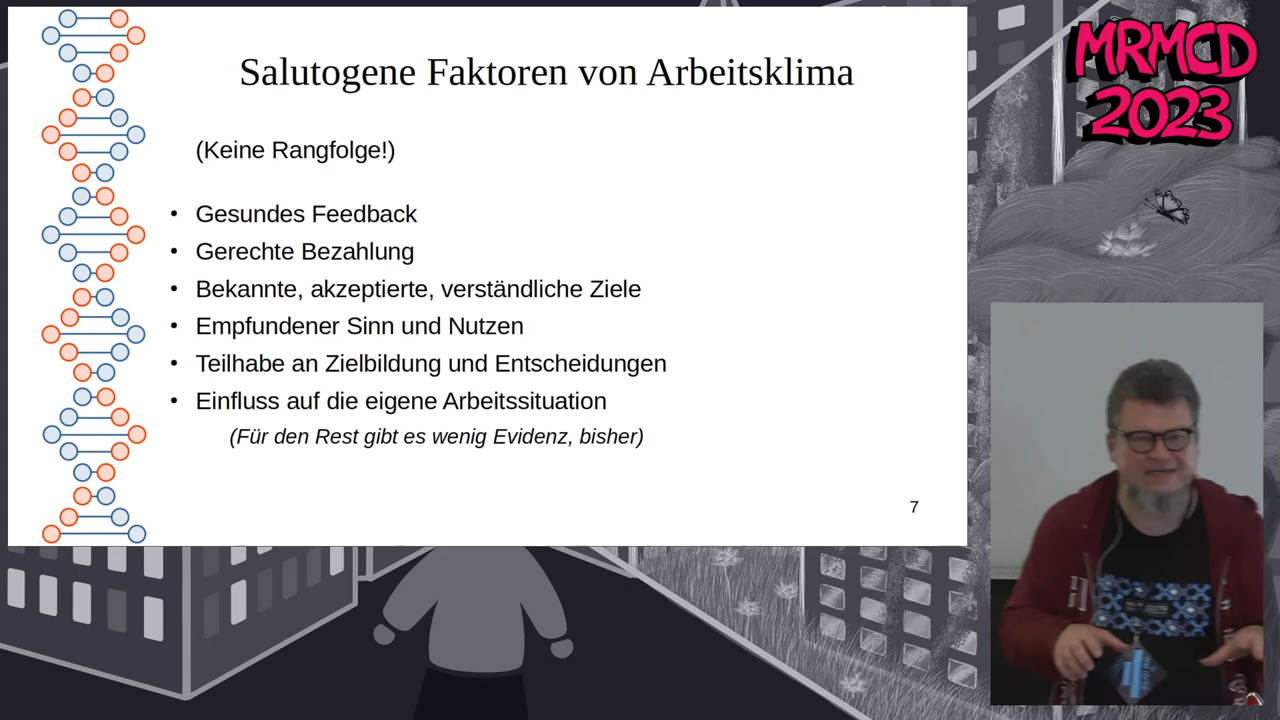 Salutogene Faktoren von Arbeitsklima
MRMCD
2023
(Keine Rangfolge!)
• Gesundes Feedback
• Gerechte Bezahlung
• Bekannte, akzeptierte, verständliche Ziele
• Empfundener Sinn und Nutzen
• Teilhabe an Zielbildung und Entscheidungen
• Einfluss auf die eigene Arbeitssituation
(Für den Rest gibt es wenig Evidenz, bisher)
7